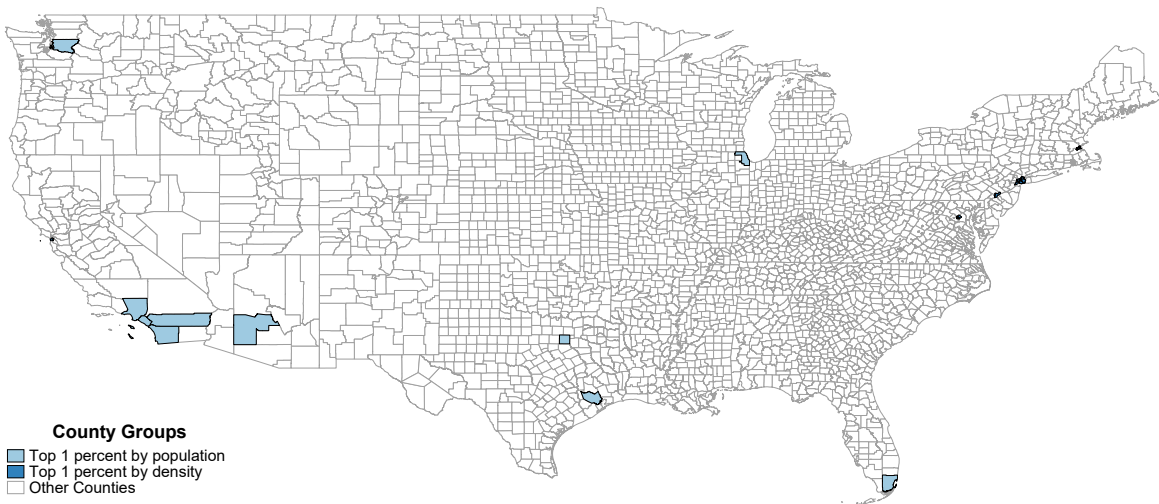 County Groups
Top 1 percent by population
Top 1 percent by density
Other Counties